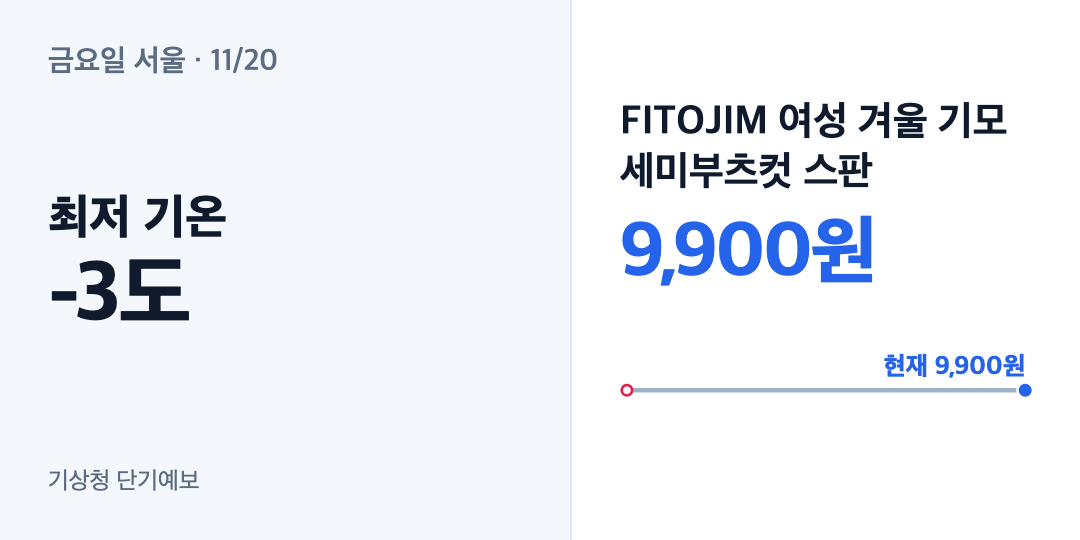 금요일 서울 · 11/20
최저 기온
-3도
기상청 단기예보
FITOJIM 여성 겨울 기모
세미부츠컷 스판
9,900원
현재 9,900원